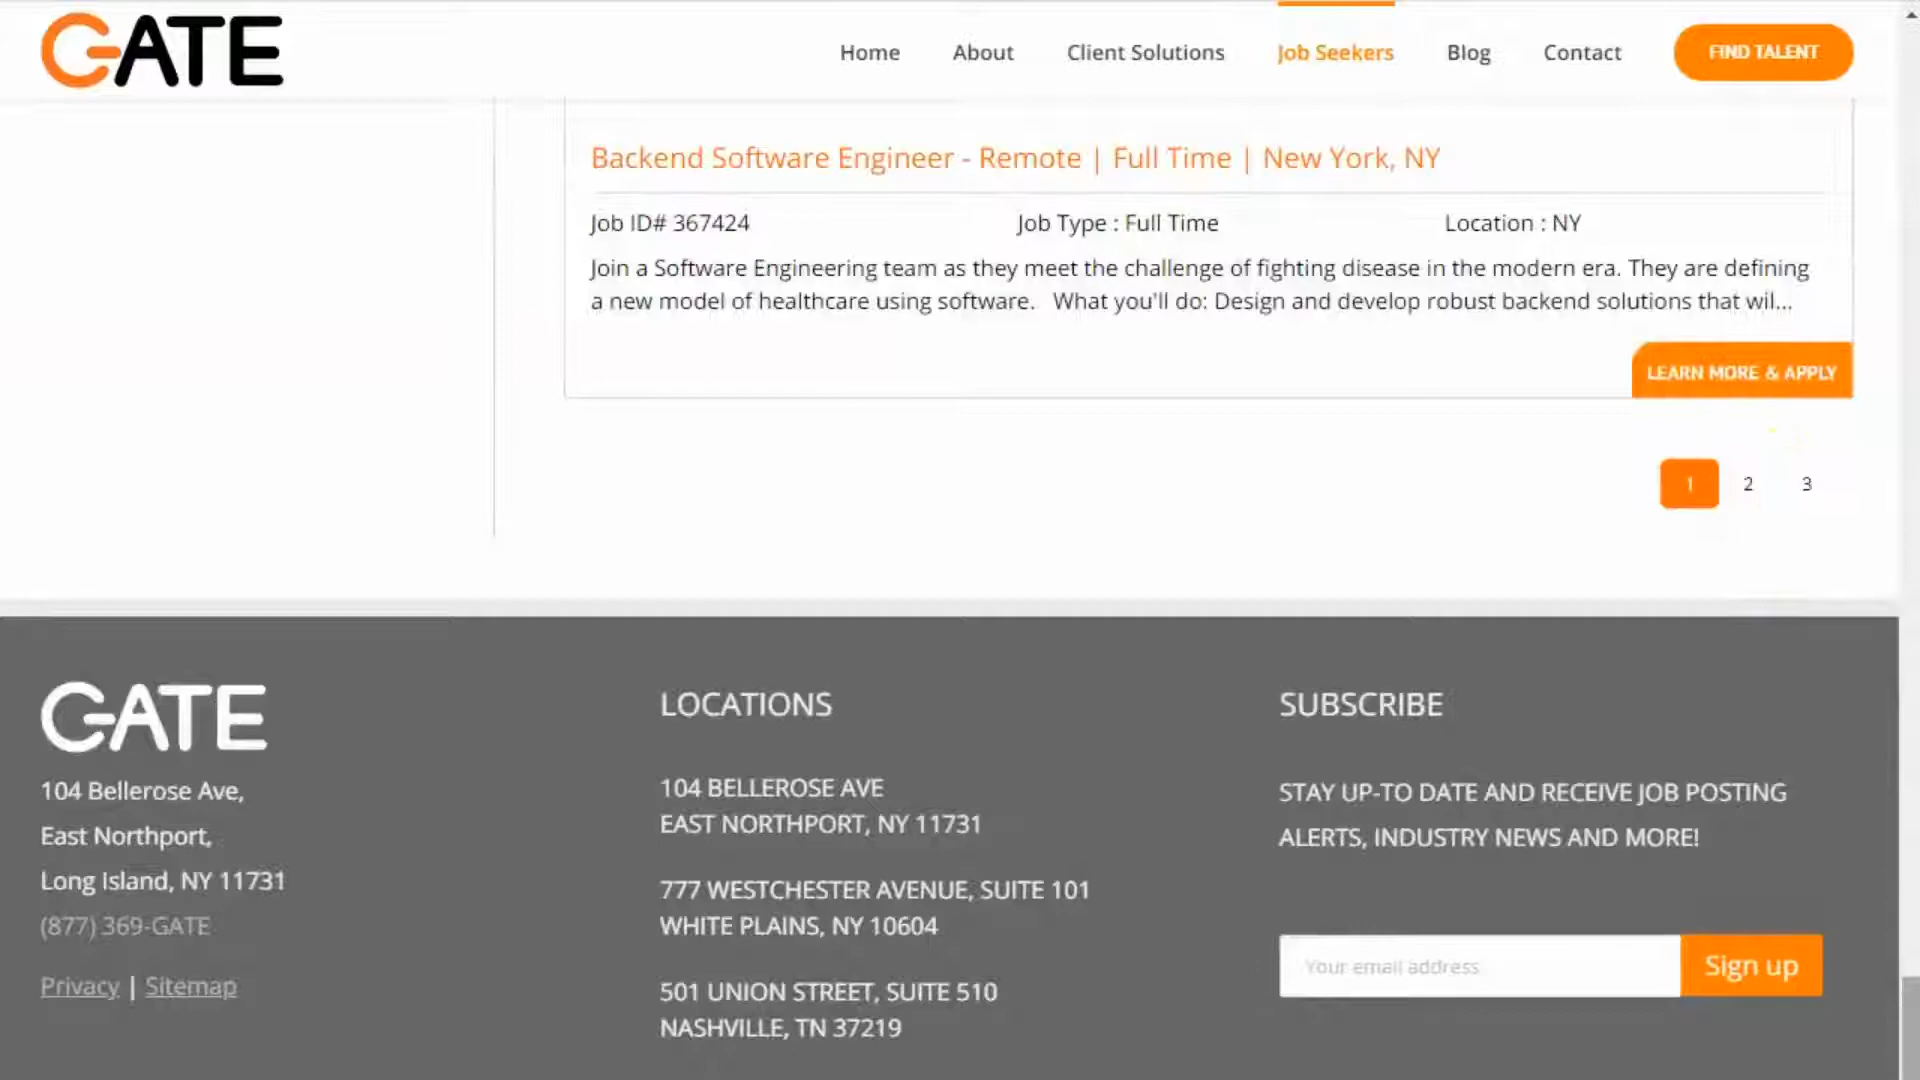 GATE
Home About Client Solutions Job Seekers Blog Contact FIND TALENT
Backend Software Engineer - Remote | Full Time | New York, NY
Job ID# 367424 Job Type : Full Time Location : NY
Join a Software Engineering team as they meet the challenge of fighting disease in the modern era. They are defining
a new model of healthcare using software. What you'll do: Design and develop robust backend solutions that wil...
LEARN MORE & APPLY
1 2 3
GATE
104 Bellerose Ave,
East Northport,
Long Island, NY 11731
(877) 369-GATE
Privacy | Sitemap
LOCATIONS
104 BELLEROSE AVE
EAST NORTHPORT, NY 11731
777 WESTCHESTER AVENUE, SUITE 101
WHITE PLAINS, NY 10604
501 UNION STREET, SUITE 510
NASHVILLE, TN 37219
SUBSCRIBE
STAY UP-TO DATE AND RECEIVE JOB POSTING
ALERTS, INDUSTRY NEWS AND MORE!
Your email address Sign up